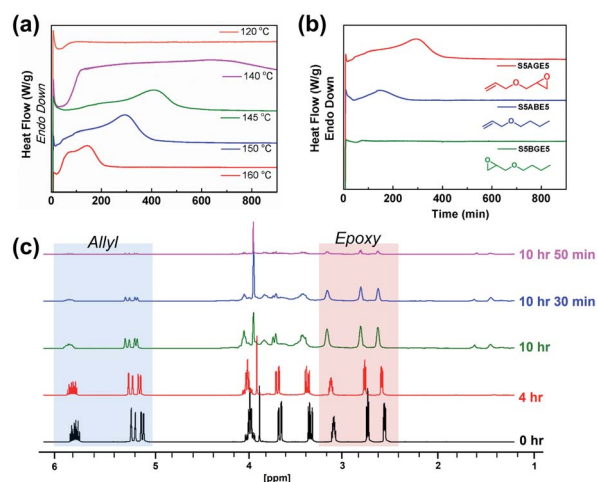 (a)
Heat Flow (W/g)
Endo Down
120 °C
140 °C
145 °C
150 °C
160 °C
0 200 400 600 800
(b)
Heat Flow (W/g)
Endo Down
S5AGE5
O
O
S5ABE5
O
S5BGE5
O
O
0 200 400 600 800
Time (min)
(c)
Allyl
Epoxy
10 hr 50 min
10 hr 30 min
10 hr
4 hr
0 hr
6 5 4 3 2 1
[ppm]